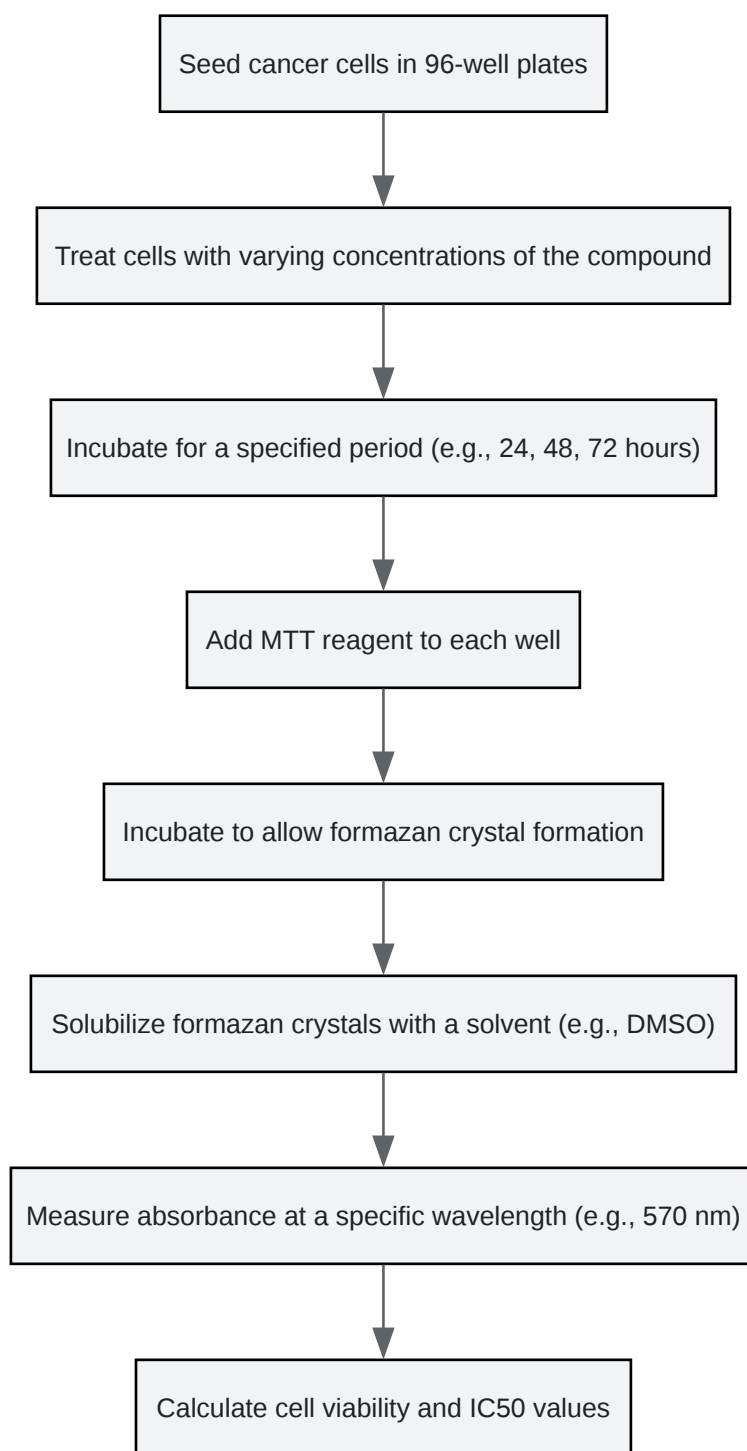 Seed cancer cells in 96-well plates
Treat cells with varying concentrations of the compound
Incubate for a specified period (e.g., 24, 48, 72 hours)
Add MTT reagent to each well
Incubate to allow formazan crystal formation
Solubilize formazan crystals with a solvent (e.g., DMSO)
Measure absorbance at a specific wavelength (e.g., 570 nm)
Calculate cell viability and IC50 values